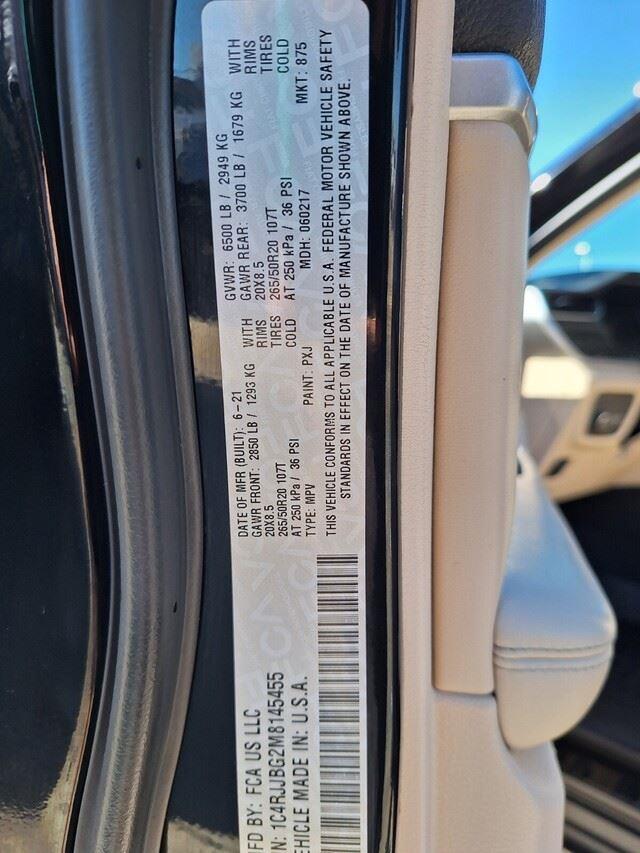 MFD BY: FCA US LLC
DATE OF MFR (BUILT): 6-21
GVWR: 6500 LB / 2949 KG
GAWR FRONT: 2850 LB / 1293 KG
WITH
20X8.5
RIMS
265/50R20 107T
TIRES
AT 250 kPa / 36 PSI
COLD
GAWR REAR: 3700 LB / 1679 KG
WITH
20X8.5
RIMS
265/50R20 107T
TIRES
AT 250 kPa / 36 PSI
COLD
IN: 1C4RJJBG2M8145455
TYPE: MPV
PAINT: PXJ
MDH: 060217
MKT: 875
EHICLE MADE IN: U.S.A.
THIS VEHICLE CONFORMS TO ALL APPLICABLE U.S.A. FEDERAL MOTOR VEHICLE SAFETY
STANDARDS IN EFFECT ON THE DATE OF MANUFACTURE SHOWN ABOVE.